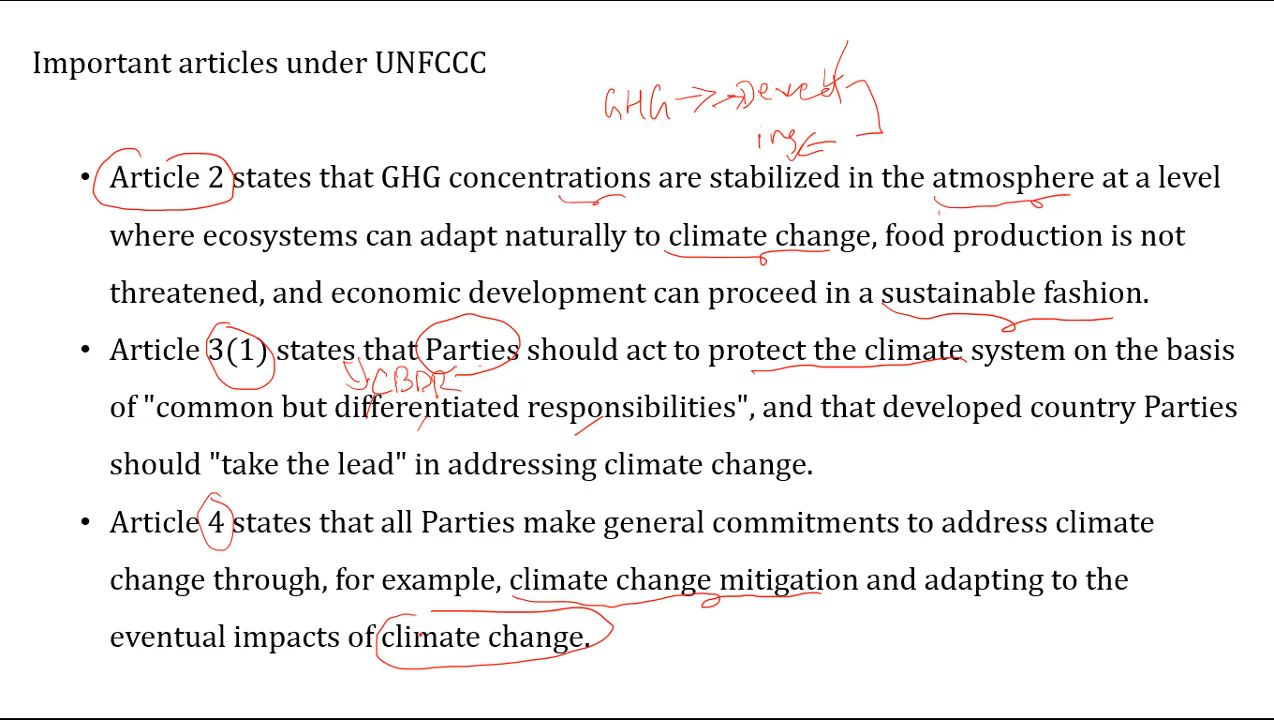 Important articles under UNFCCC
GHG
ing
• Article 2 states that GHG concentrations are stabilized in the atmosphere at a level
where ecosystems can adapt naturally to climate change, food production is not
threatened, and economic development can proceed in a sustainable fashion.
• Article 3(1) states that Parties should act to protect the climate system on the basis
CBDR
of "common but differentiated responsibilities", and that developed country Parties
should "take the lead" in addressing climate change.
• Article 4 states that all Parties make general commitments to address climate
change through, for example, climate change mitigation and adapting to the
eventual impacts of climate change.